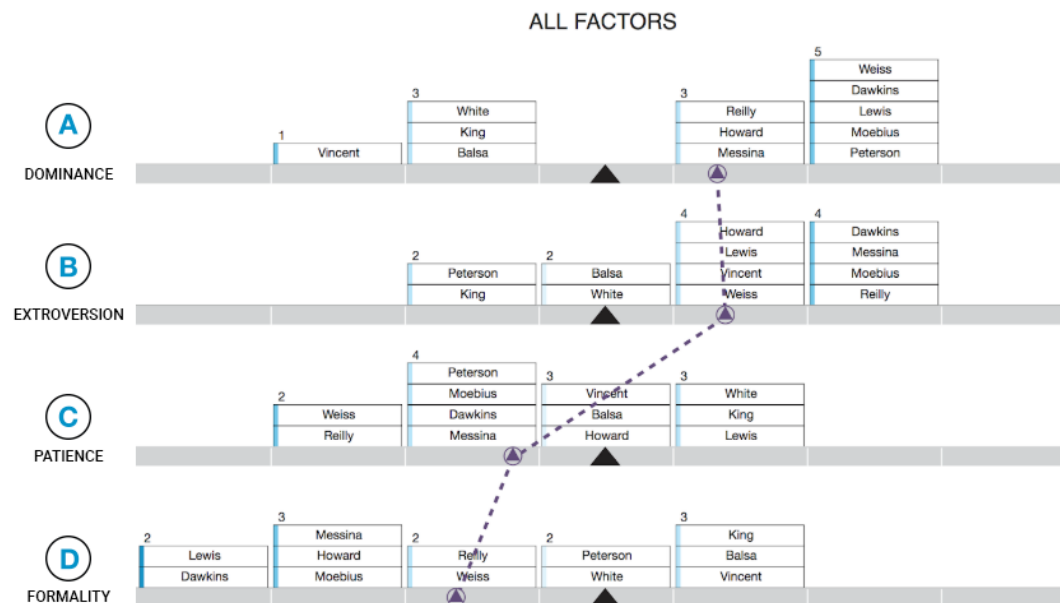 ALL FACTORS
A
DOMINANCE
1
Vincent
3
White
King
Balsa
3
Reilly
Howard
Messina
5
Weiss
Dawkins
Lewis
Moebius
Peterson
B
EXTROVERSION
2
Peterson
King
2
Balsa
White
4
Howard
Lewis
Vincent
Weiss
4
Dawkins
Messina
Moebius
Reilly
C
PATIENCE
2
Weiss
Reilly
4
Peterson
Moebius
Dawkins
Messina
3
Vincent
Balsa
Howard
3
White
King
Lewis
D
FORMALITY
2
Lewis
Dawkins
3
Messina
Howard
Moebius
2
Reilly
Weiss
2
Peterson
White
3
King
Balsa
Vincent